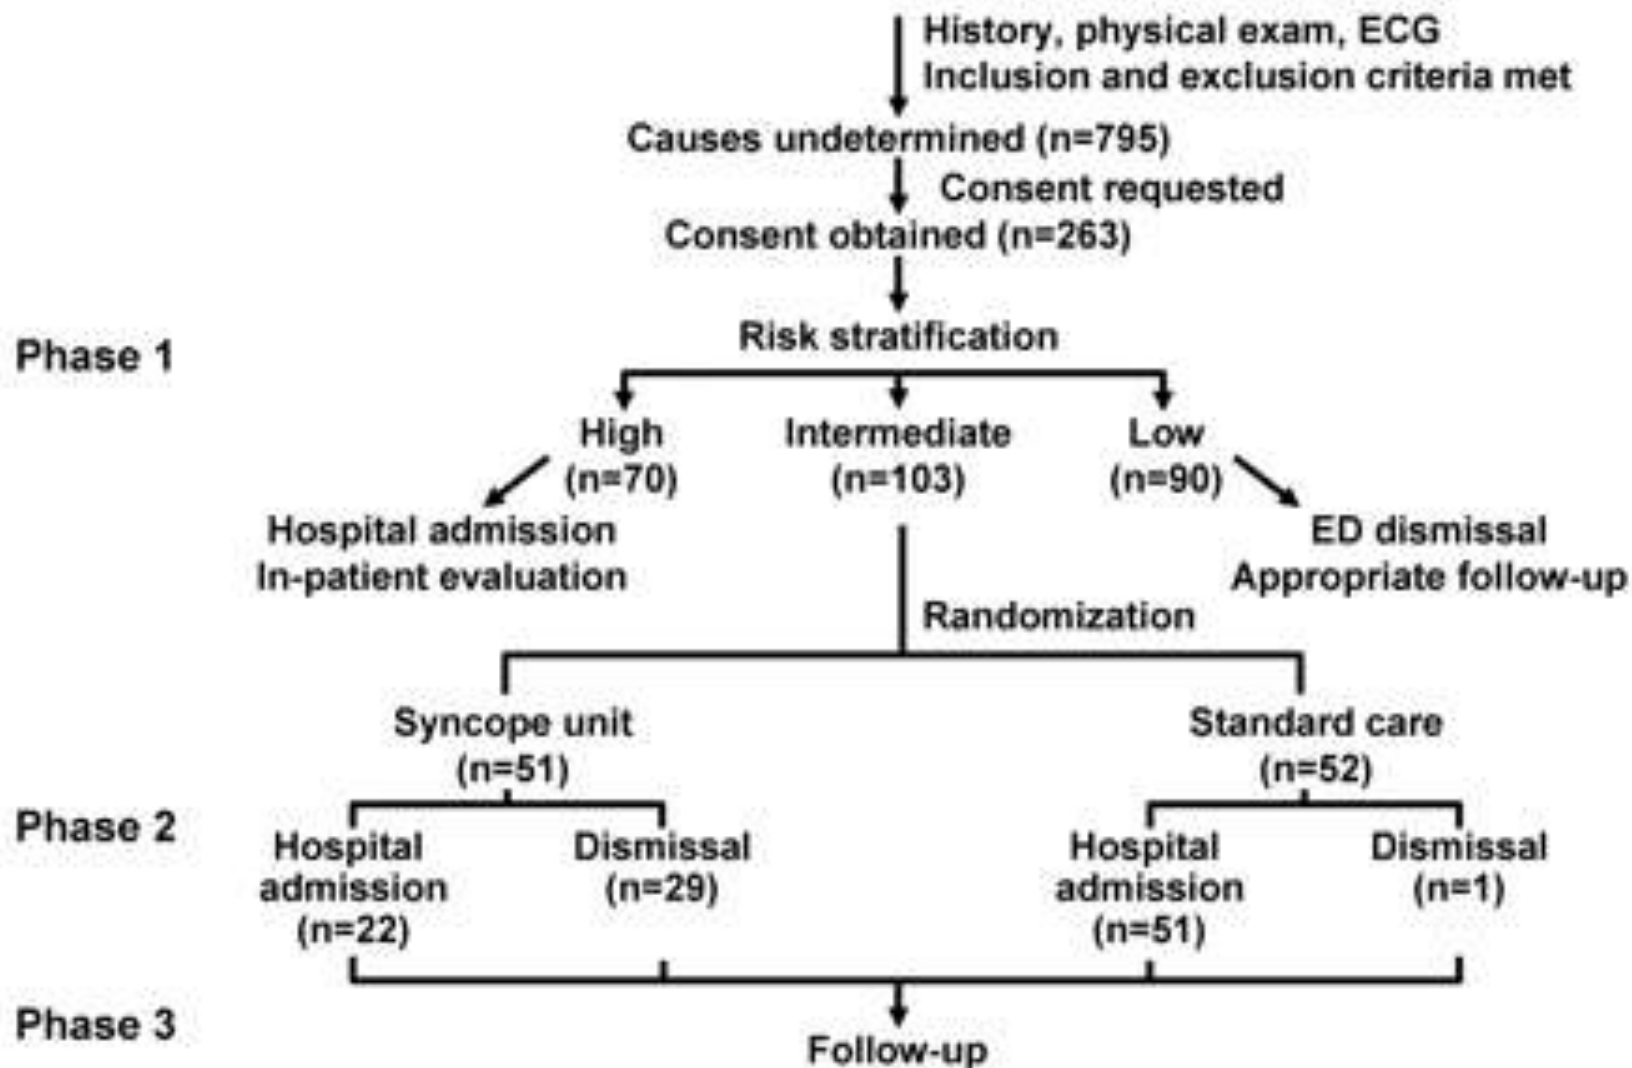 History, physical exam, ECG
Inclusion and exclusion criteria met
Causes undetermined (n=795)
Consent requested
Consent obtained (n=263)
Risk stratification
Phase 1
High
(n=70)
Intermediate
(n=103)
Low
(n=90)
Hospital admission
In-patient evaluation
ED dismissal
Appropriate follow-up
Randomization
Syncope unit
(n=51)
Standard care
(n=52)
Phase 2
Hospital
admission
(n=22)
Dismissal
(n=29)
Hospital
admission
(n=51)
Dismissal
(n=1)
Phase 3
Follow-up